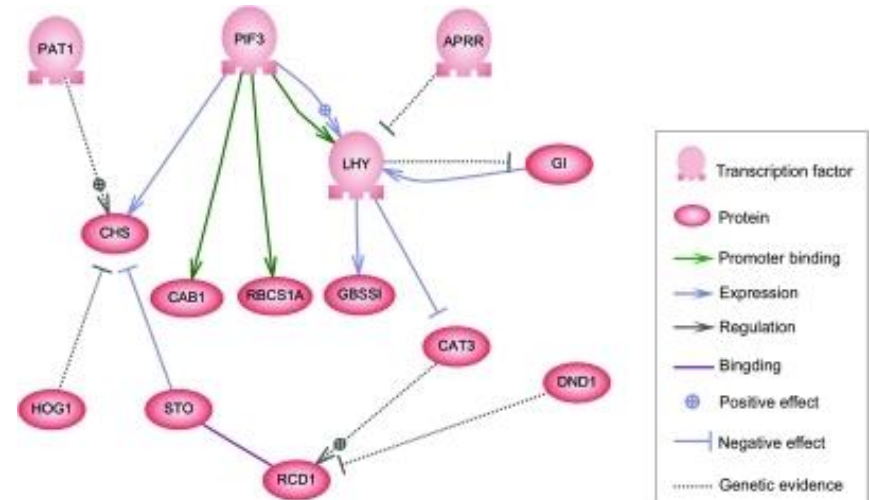 PAT1
PIF3
APRR
LHY
GI
CHS
CAB1
RBCS1A
GBSSI
CAT3
DND1
HOG1
STO
RCD1
Transcription factor
Protein
Promoter binding
Expression
Regulation
Bingding
Positive effect
Negative effect
Genetic evidence